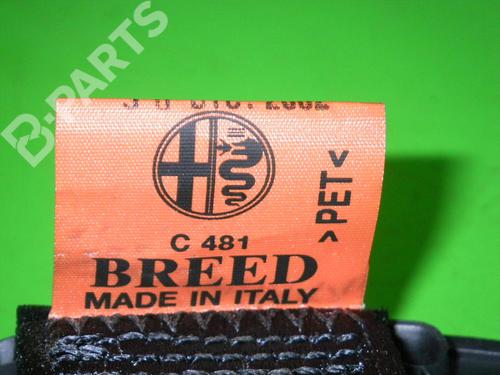 B-PARTS
C 481
BREED
MADE IN ITALY
>PET<